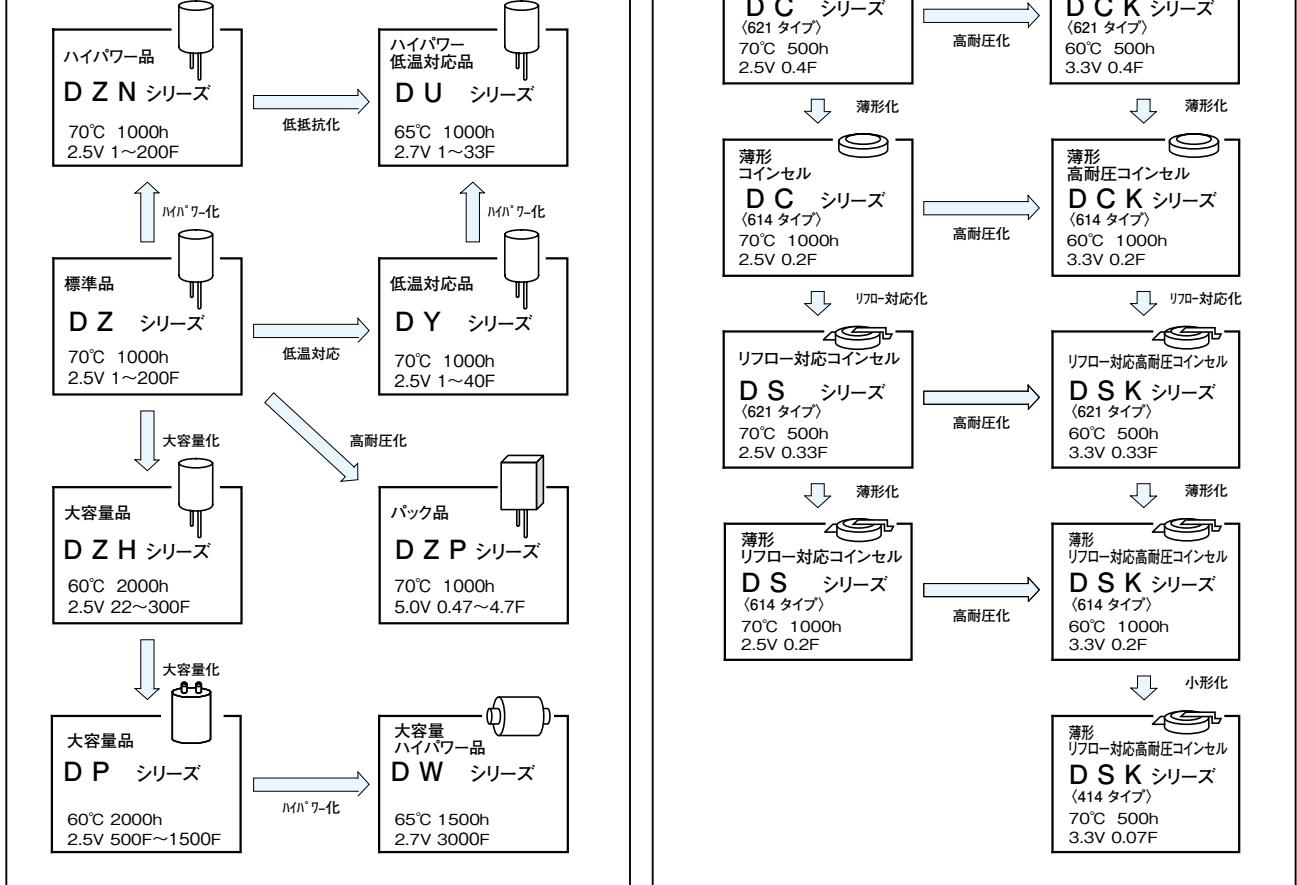 ハイパワー品
DZN シリーズ
70℃ 1000h
2.5V 1～200F
低抵抗化
ハイパワー
低温対応品
DU シリーズ
65℃ 1000h
2.7V 1～33F
ﾊｲﾊﾟﾜｰ化
ﾊｲﾊﾟﾜｰ化
標準品
DZ シリーズ
70℃ 1000h
2.5V 1～200F
低温対応
低温対応品
DY シリーズ
70℃ 1000h
2.5V 1～40F
大容量化
高耐圧化
大容量品
DZH シリーズ
60℃ 2000h
2.5V 22～300F
パック品
DZP シリーズ
70℃ 1000h
5.0V 0.47～4.7F
大容量化
大容量品
DP シリーズ
60℃ 2000h
2.5V 500F～1500F
ﾊｲﾊﾟﾜｰ化
大容量
ハイパワー品
DW シリーズ
65℃ 1500h
2.7V 3000F
DC シリーズ
〈621 タイプ〉
70℃ 500h
2.5V 0.4F
高耐圧化
DCK シリーズ
〈621 タイプ〉
60℃ 500h
3.3V 0.4F
薄形化
薄形化
薄形
コインセル
DC シリーズ
〈614 タイプ〉
70℃ 1000h
2.5V 0.2F
高耐圧化
薄形
高耐圧コインセル
DCK シリーズ
〈614 タイプ〉
60℃ 1000h
3.3V 0.2F
ﾘﾌﾛｰ対応化
ﾘﾌﾛｰ対応化
リフロー対応コインセル
DS シリーズ
〈621 タイプ〉
70℃ 500h
2.5V 0.33F
高耐圧化
リフロー対応高耐圧コインセル
DSK シリーズ
〈621 タイプ〉
60℃ 500h
3.3V 0.33F
薄形化
薄形化
薄形
リフロー対応コインセル
DS シリーズ
〈614 タイプ〉
70℃ 1000h
2.5V 0.2F
高耐圧化
薄形
リフロー対応高耐圧コインセル
DSK シリーズ
〈614 タイプ〉
60℃ 1000h
3.3V 0.2F
小形化
薄形
リフロー対応高耐圧コインセル
DSK シリーズ
〈414 タイプ〉
70℃ 500h
3.3V 0.07F